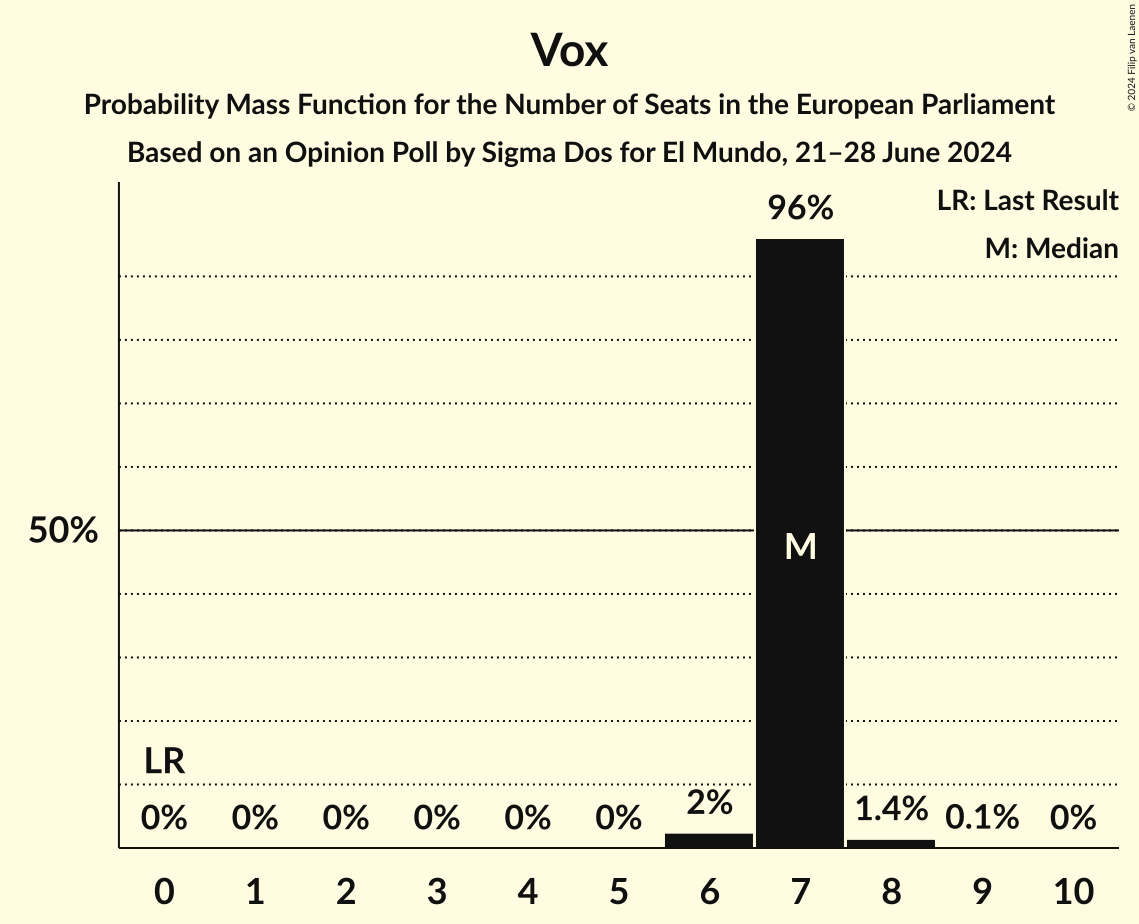 Vox
Probability Mass Function for the Number of Seats in the European Parliament
Based on an Opinion Poll by Sigma Dos for El Mundo, 21–28 June 2024
© 2024 Filip van Laenen
LR: Last Result
M: Median
96%
50%
M
LR
0%
0%
0%
0%
0%
0%
2%
1.4%
0.1%
0%
0
1
2
3
4
5
6
7
8
9
10